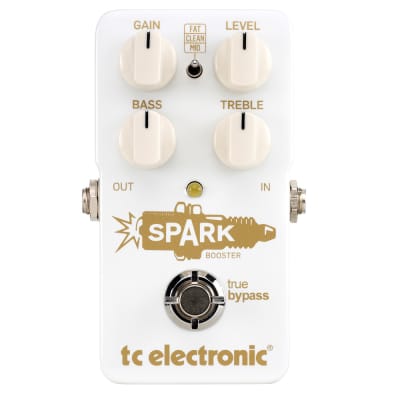 GAIN
LEVEL
FAT
CLEAN
MID
BASS
TREBLE
OUT
IN
SPARK
BOOSTER
true
bypass
tc electronic®